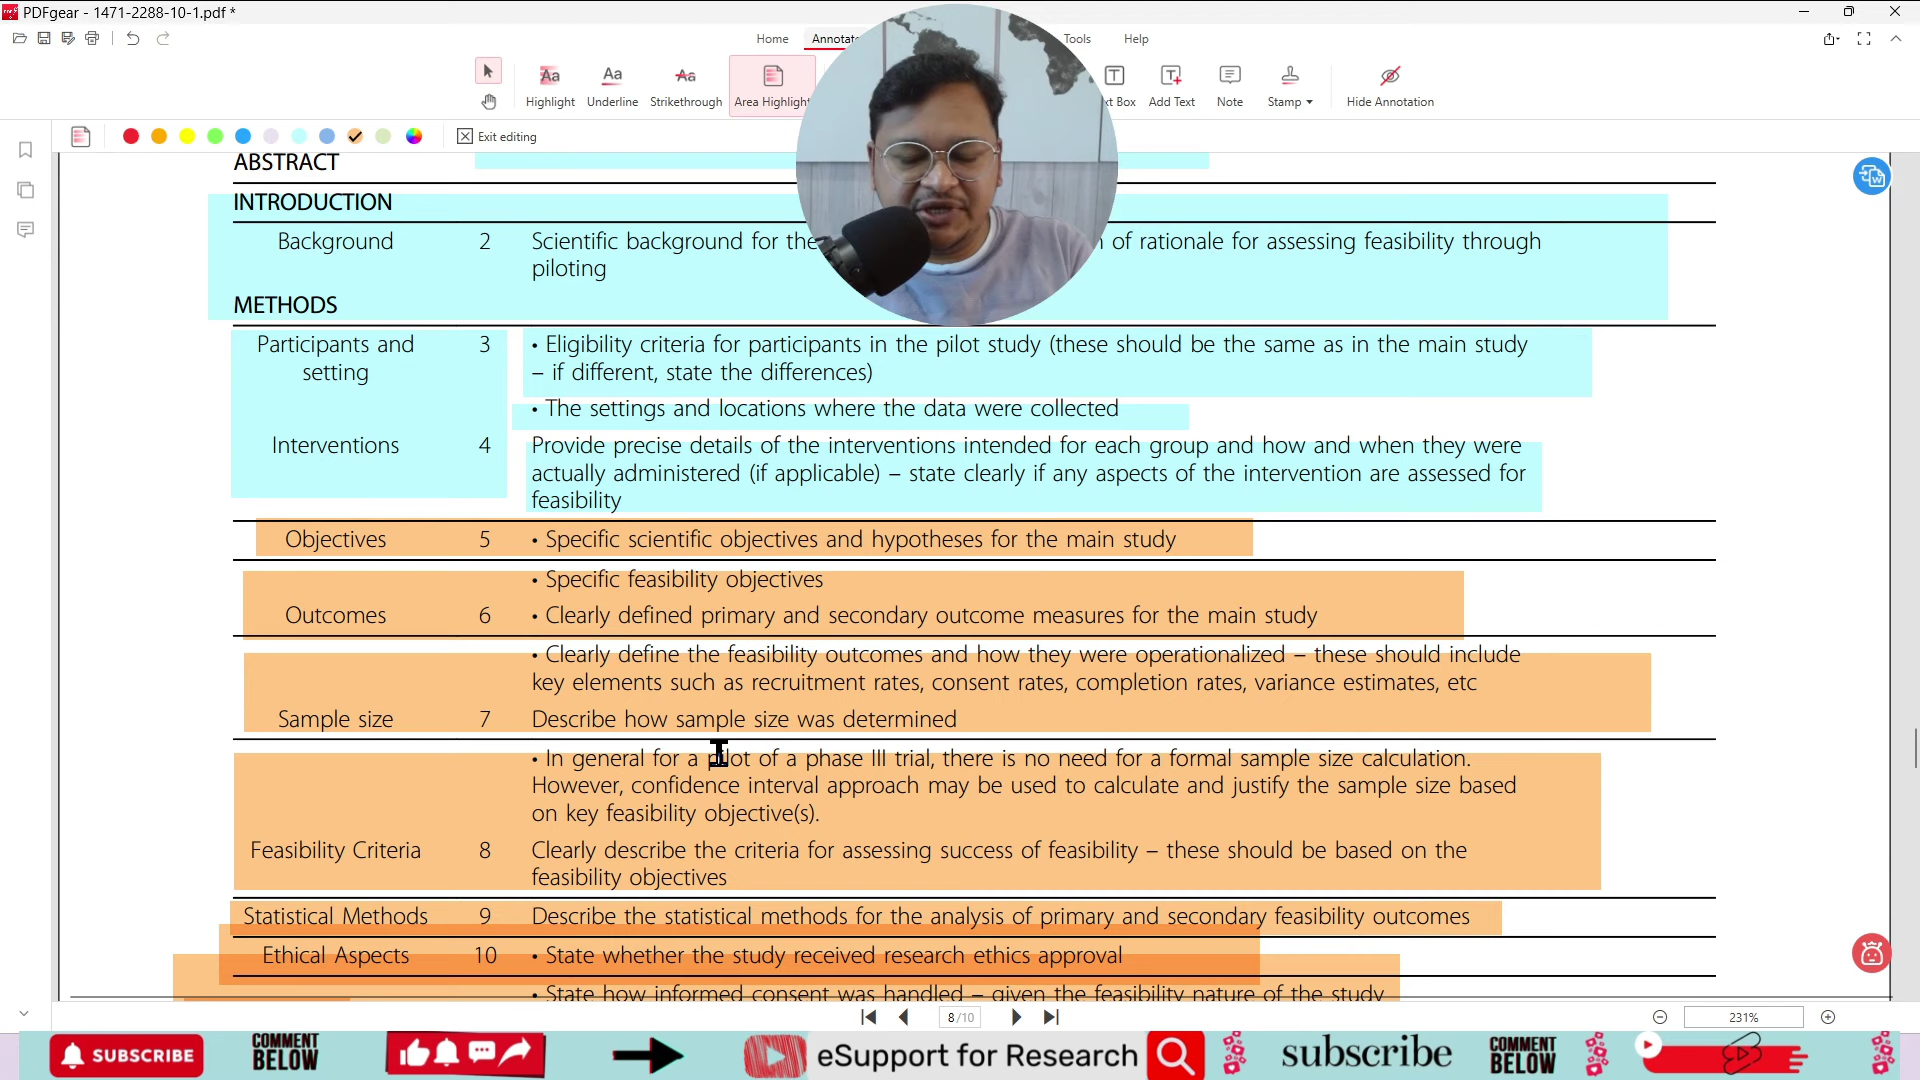 PDFgear - 1471-2288-10-1.pdf *
Home Annotate Tools Help
Aa Aa Aa
Highlight Underline Strikethrough Area Highlight xt Box Add Text Note Stamp Hide Annotation
Exit editing
ABSTRACT
INTRODUCTION
Background 2 Scientific background for the of rationale for assessing feasibility through
piloting
METHODS
Participants and 3 • Eligibility criteria for participants in the pilot study (these should be the same as in the main study
setting – if different, state the differences)
• The settings and locations where the data were collected
Interventions 4 Provide precise details of the interventions intended for each group and how and when they were
actually administered (if applicable) – state clearly if any aspects of the intervention are assessed for
feasibility
Objectives 5 • Specific scientific objectives and hypotheses for the main study
• Specific feasibility objectives
Outcomes 6 • Clearly defined primary and secondary outcome measures for the main study
• Clearly define the feasibility outcomes and how they were operationalized – these should include
key elements such as recruitment rates, consent rates, completion rates, variance estimates, etc
Sample size 7 Describe how sample size was determined
• In general for a pilot of a phase III trial, there is no need for a formal sample size calculation.
However, confidence interval approach may be used to calculate and justify the sample size based
on key feasibility objective(s).
Feasibility Criteria 8 Clearly describe the criteria for assessing success of feasibility – these should be based on the
feasibility objectives
Statistical Methods 9 Describe the statistical methods for the analysis of primary and secondary feasibility outcomes
Ethical Aspects 10 • State whether the study received research ethics approval
• State how informed consent was handled – given the feasibility nature of the study
8 /10 231%
SUBSCRIBE COMMENT BELOW eSupport for Research subscribe COMMENT BELOW